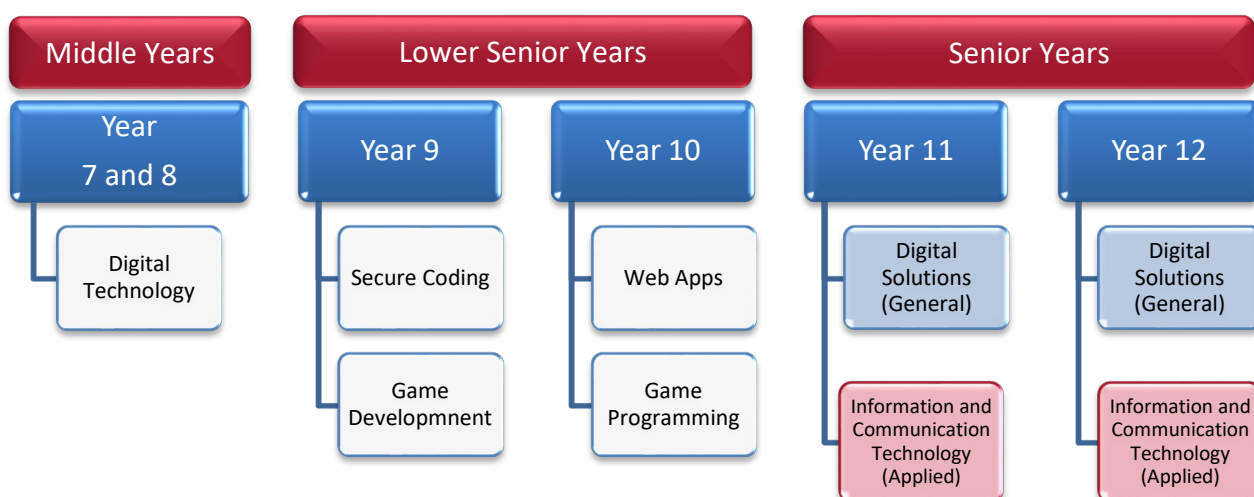 Middle Years
Lower Senior Years
Senior Years
Year
7 and 8
Year 9
Year 10
Year 11
Year 12
Digital
Technology
Secure Coding
Web Apps
Digital
Solutions
(General)
Digital
Solutions
(General)
Game
Developmnent
Game
Programming
Information and
Communication
Technology
(Applied)
Information and
Communication
Technology
(Applied)